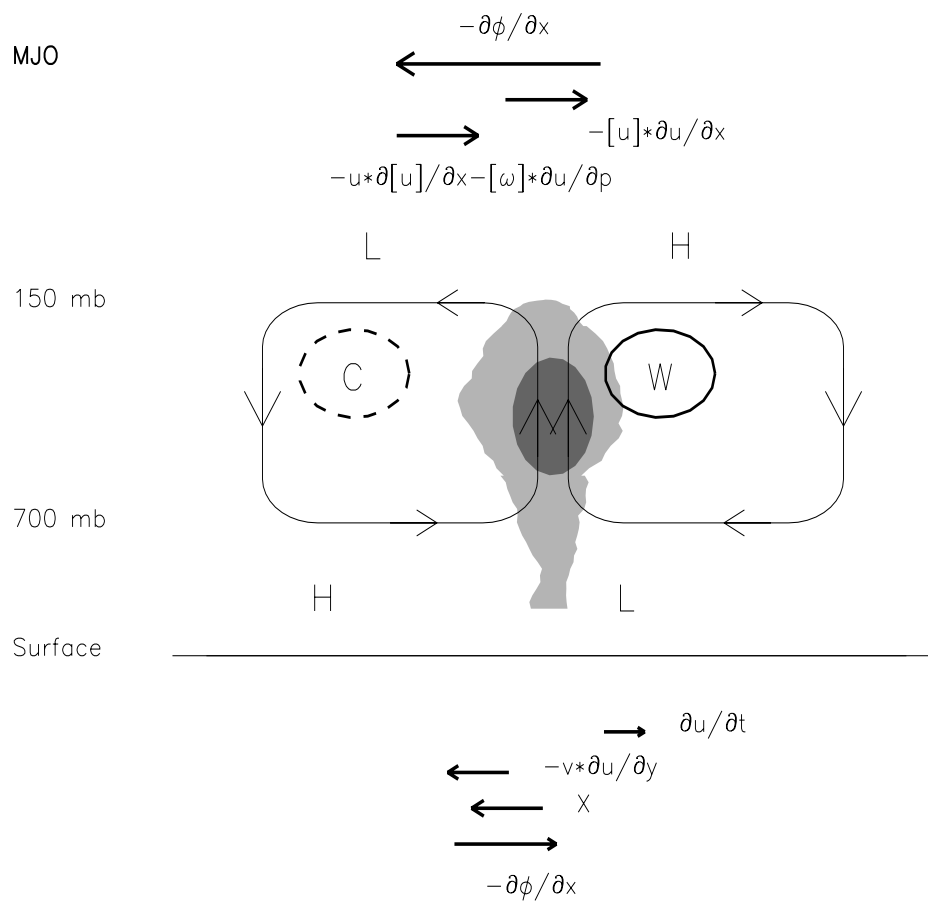 −∂ϕ/∂x
MJO
−[u]*∂u/∂x
−u*∂[u]/∂x−[ω]*∂u/∂p
L H
150 mb
C W
700 mb
H L
Surface
∂u/∂t
−v*∂u/∂y
X
−∂ϕ/∂x